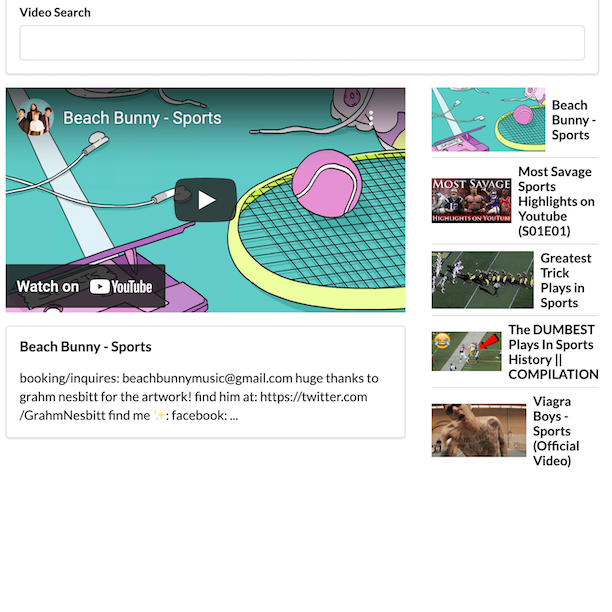 Video Search
Beach Bunny - Sports
Watch on YouTube
Beach Bunny - Sports
booking/inquires: beachbunnymusic@gmail.com huge thanks to
grahm nesbitt for the artwork! find him at: https://twitter.com
/GrahmNesbitt find me ✨: facebook: ...
Beach
Bunny -
Sports
MOST SAVAGE
HIGHLIGHTS ON YOUTUBE
Most Savage
Sports
Highlights on
Youtube
(S01E01)
Greatest
Trick
Plays in
Sports
The DUMBEST
Plays In Sports
History ||
COMPILATION
Viagra
Boys -
Sports
(Official
Video)